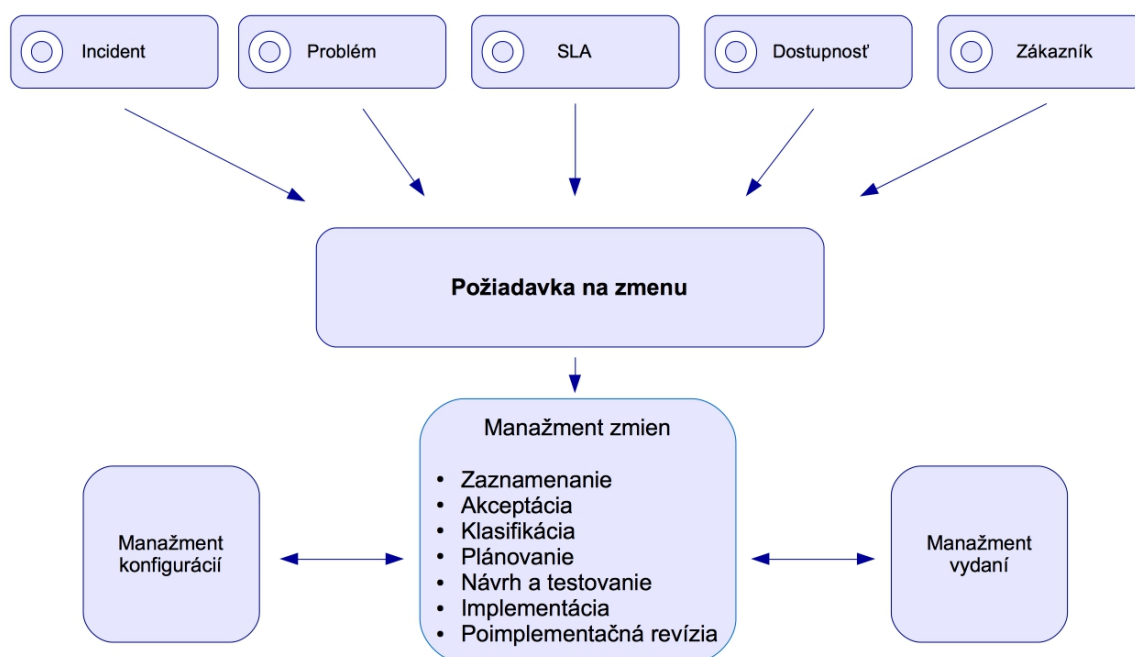 Incident
Problém
SLA
Dostupnosť
Zákazník
Požiadavka na zmenu
Manažment zmien
• Zaznamenanie
• Akceptácia
• Klasifikácia
• Plánovanie
• Návrh a testovanie
• Implementácia
• Poimplementačná revízia
Manažment
konfigurácií
Manažment
vydaní